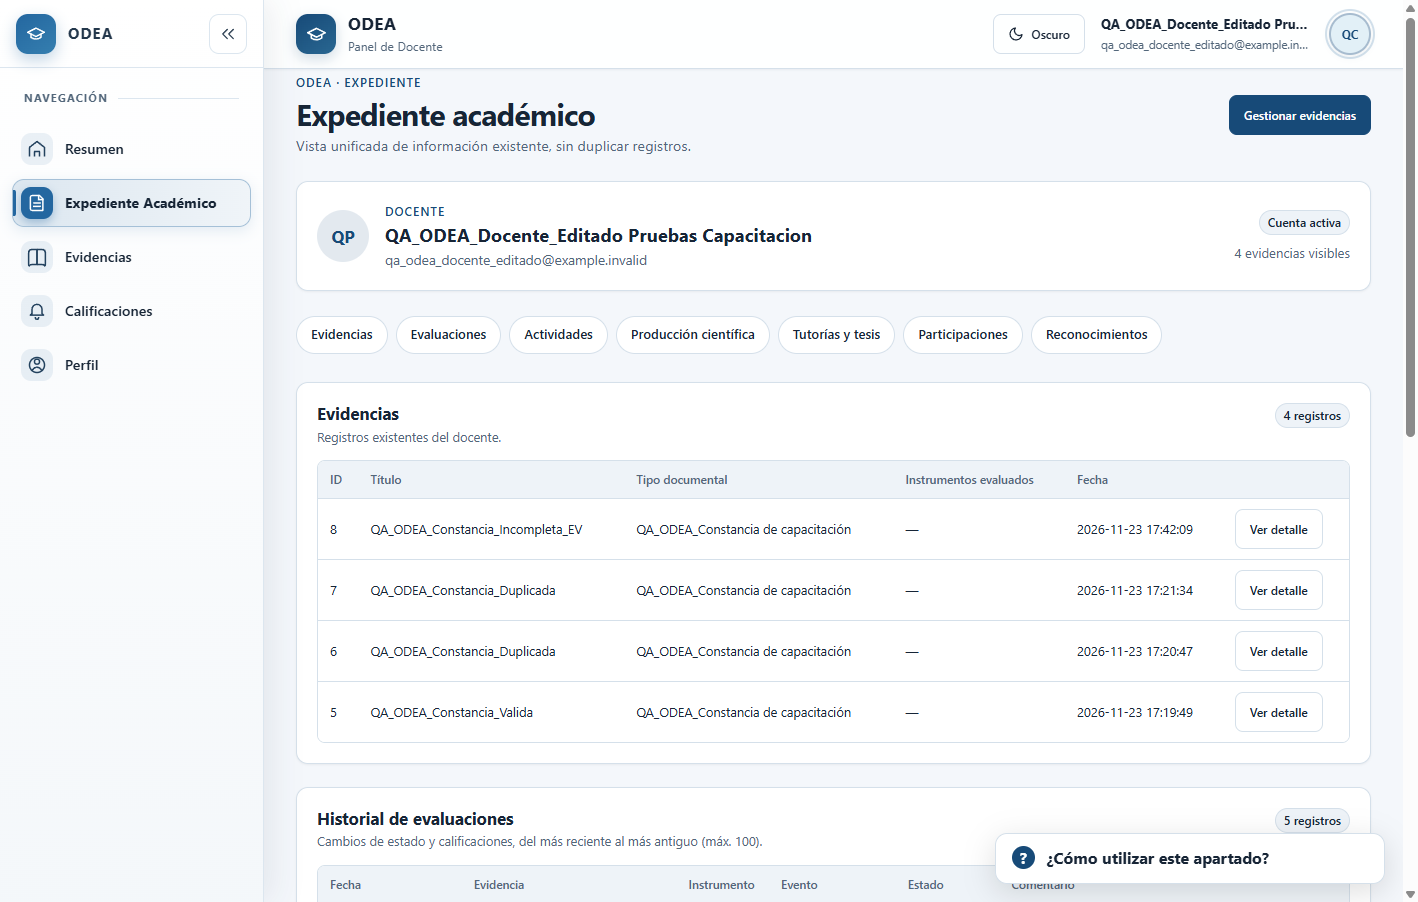 ODEA
NAVEGACIÓN
Resumen
Expediente Académico
Evidencias
Calificaciones
Perfil
ODEA
Panel de Docente
Oscuro
QA_ODEA_Docente_Editado Pru...
qa_odea_docente_editado@example.in...
QC
ODEA · EXPEDIENTE
Expediente académico
Vista unificada de información existente, sin duplicar registros.
Gestionar evidencias
QP
DOCENTE
QA_ODEA_Docente_Editado Pruebas Capacitacion
qa_odea_docente_editado@example.invalid
Cuenta activa
4 evidencias visibles
Evidencias Evaluaciones Actividades Producción científica Tutorías y tesis Participaciones Reconocimientos
Evidencias
Registros existentes del docente.
4 registros
ID Título Tipo documental Instrumentos evaluados Fecha
8 QA_ODEA_Constancia_Incompleta_EV QA_ODEA_Constancia de capacitación — 2026-11-23 17:42:09 Ver detalle
7 QA_ODEA_Constancia_Duplicada QA_ODEA_Constancia de capacitación — 2026-11-23 17:21:34 Ver detalle
6 QA_ODEA_Constancia_Duplicada QA_ODEA_Constancia de capacitación — 2026-11-23 17:20:47 Ver detalle
5 QA_ODEA_Constancia_Valida QA_ODEA_Constancia de capacitación — 2026-11-23 17:19:49 Ver detalle
Historial de evaluaciones
Cambios de estado y calificaciones, del más reciente al más antiguo (máx. 100).
5 registros
? ¿Cómo utilizar este apartado?
Fecha Evidencia Instrumento Evento Estado Comentario